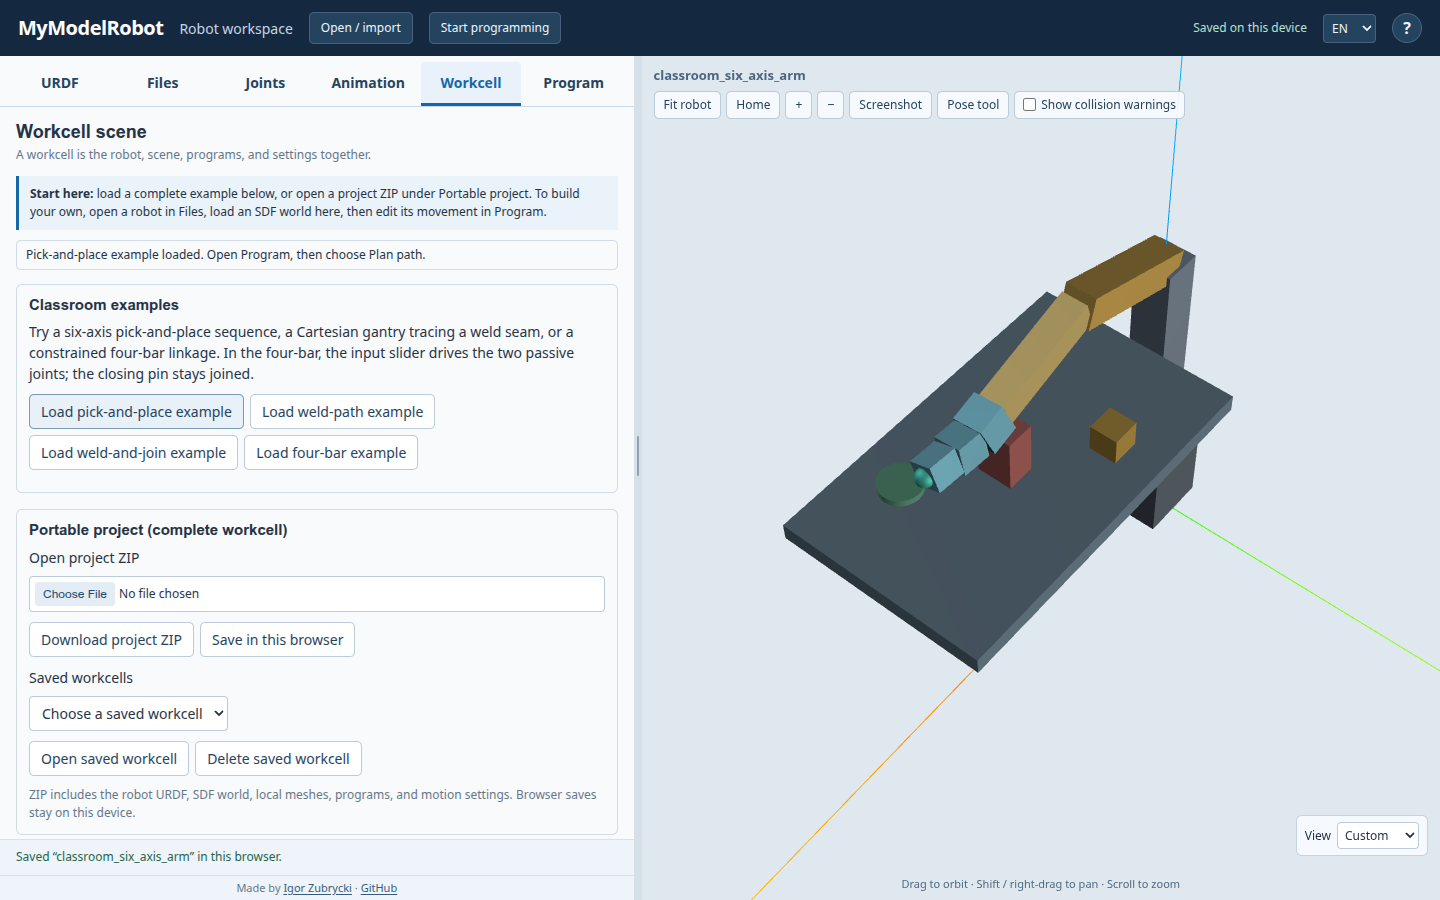 MyModelRobot
Robot workspace
Open / import
Start programming
Saved on this device
EN
?
URDF
Files
Joints
Animation
Workcell
Program
Workcell scene
A workcell is the robot, scene, programs, and settings together.
Start here: load a complete example below, or open a project ZIP under Portable project. To build
your own, open a robot in Files, load an SDF world here, then edit its movement in Program.
Pick-and-place example loaded. Open Program, then choose Plan path.
Classroom examples
Try a six-axis pick-and-place sequence, a Cartesian gantry tracing a weld seam, or a
constrained four-bar linkage. In the four-bar, the input slider drives the two passive
joints; the closing pin stays joined.
Load pick-and-place example
Load weld-path example
Load weld-and-join example
Load four-bar example
Portable project (complete workcell)
Open project ZIP
Choose File No file chosen
Download project ZIP
Save in this browser
Saved workcells
Choose a saved workcell
Open saved workcell
Delete saved workcell
ZIP includes the robot URDF, SDF world, local meshes, programs, and motion settings. Browser saves
stay on this device.
Saved “classroom_six_axis_arm” in this browser.
Made by Igor Zubrycki · GitHub
classroom_six_axis_arm
Fit robot
Home
+
−
Screenshot
Pose tool
Show collision warnings
View
Custom
Drag to orbit · Shift / right-drag to pan · Scroll to zoom